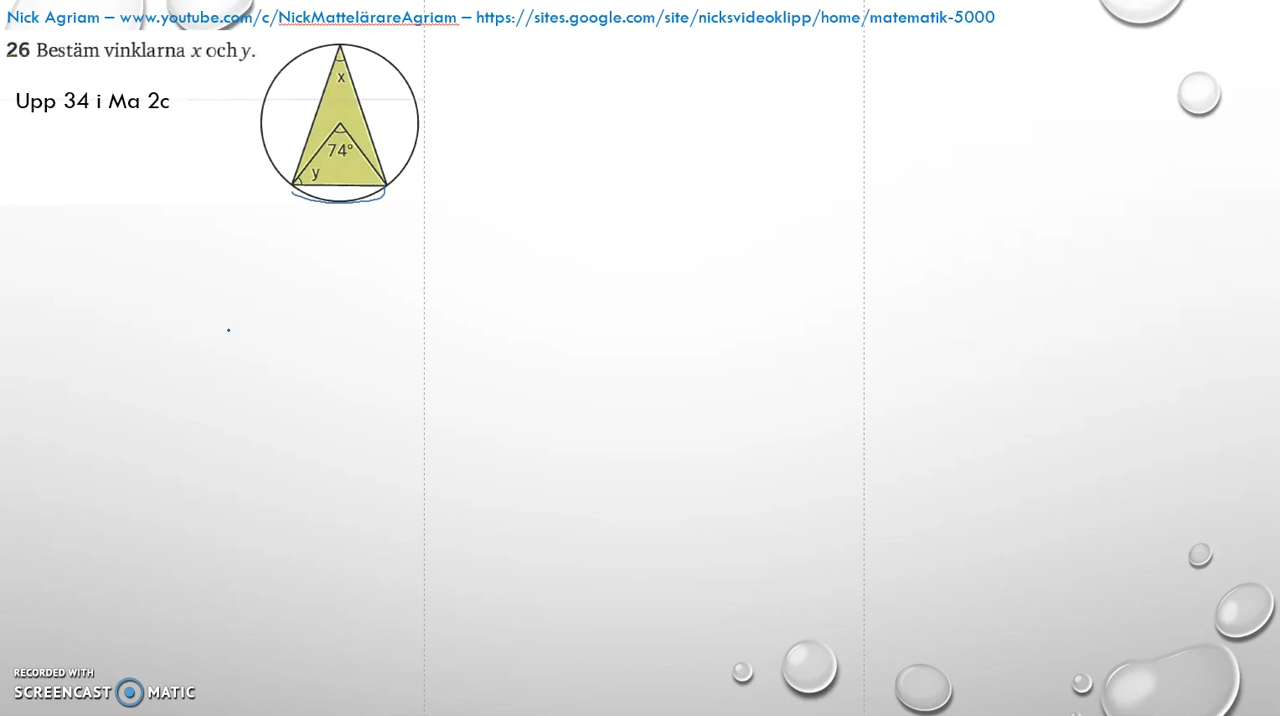 Nick Agriam – www.youtube.com/c/NickMattelärareAgriam – https://sites.google.com/site/nicksvideoklipp/home/matematik-5000
26 Bestäm vinklarna x och y.
Upp 34 i Ma 2c
x
74°
y
RECORDED WITH
SCREENCAST MATIC